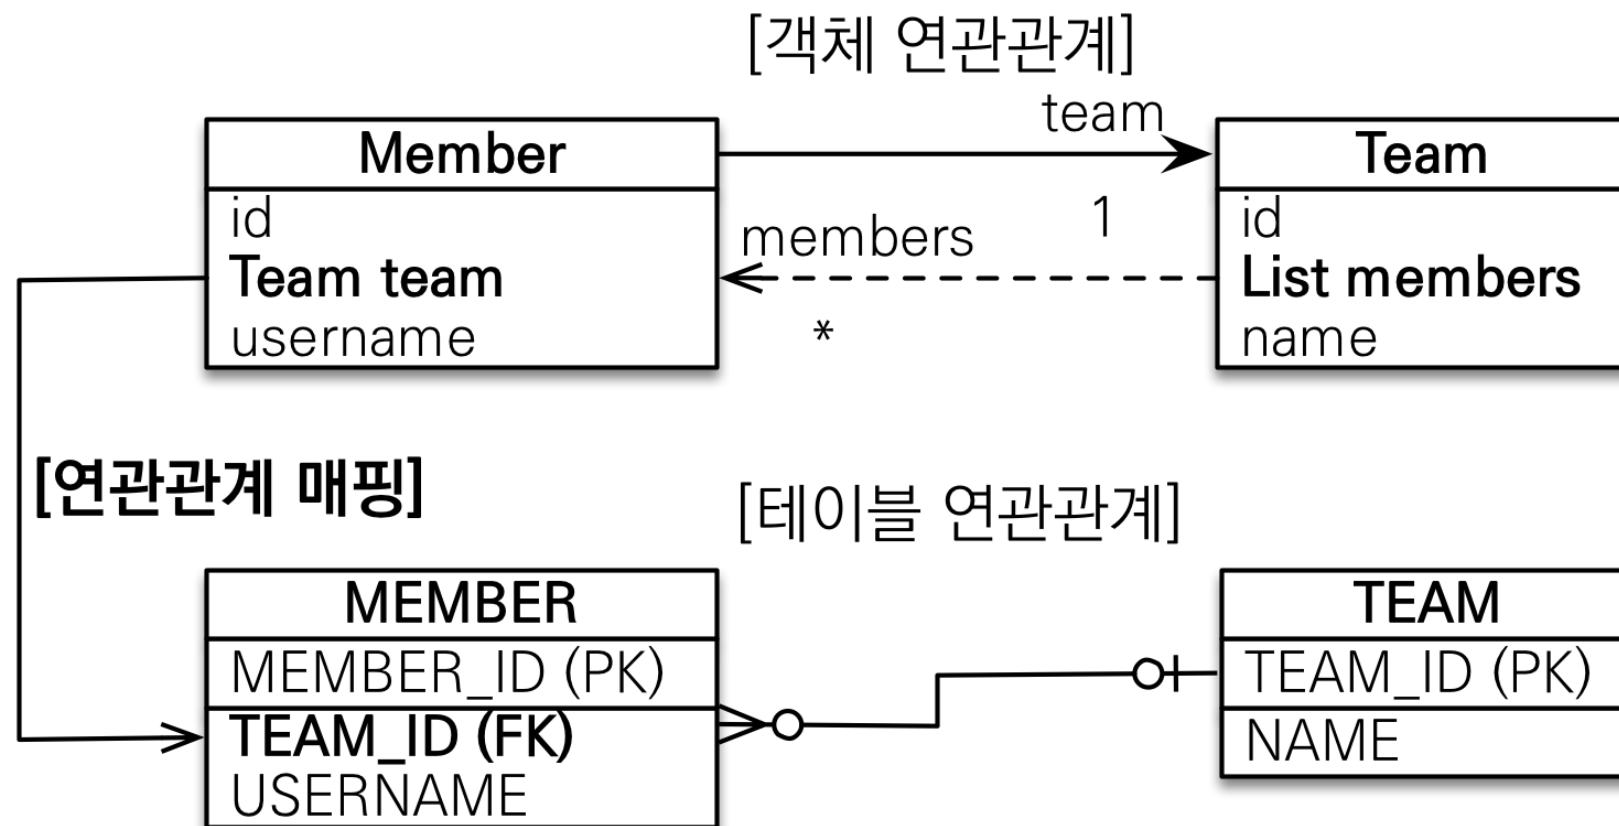 [객체 연관관계]
team
Member
Team
id
Team team
username
members
1
*
id
List members
name
[연관관계 매핑]
[테이블 연관관계]
MEMBER
MEMBER_ID (PK)
TEAM_ID (FK)
USERNAME
TEAM
TEAM_ID (PK)
NAME